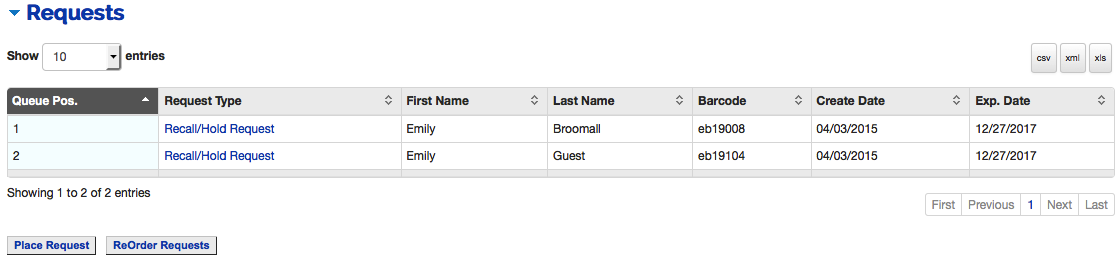 Requests
Show 10 entries
csv xml xls
Queue Pos. Request Type First Name Last Name Barcode Create Date Exp. Date
1 Recall/Hold Request Emily Broomall eb19008 04/03/2015 12/27/2017
2 Recall/Hold Request Emily Guest eb19104 04/03/2015 12/27/2017
Showing 1 to 2 of 2 entries
First Previous 1 Next Last
Place Request ReOrder Requests